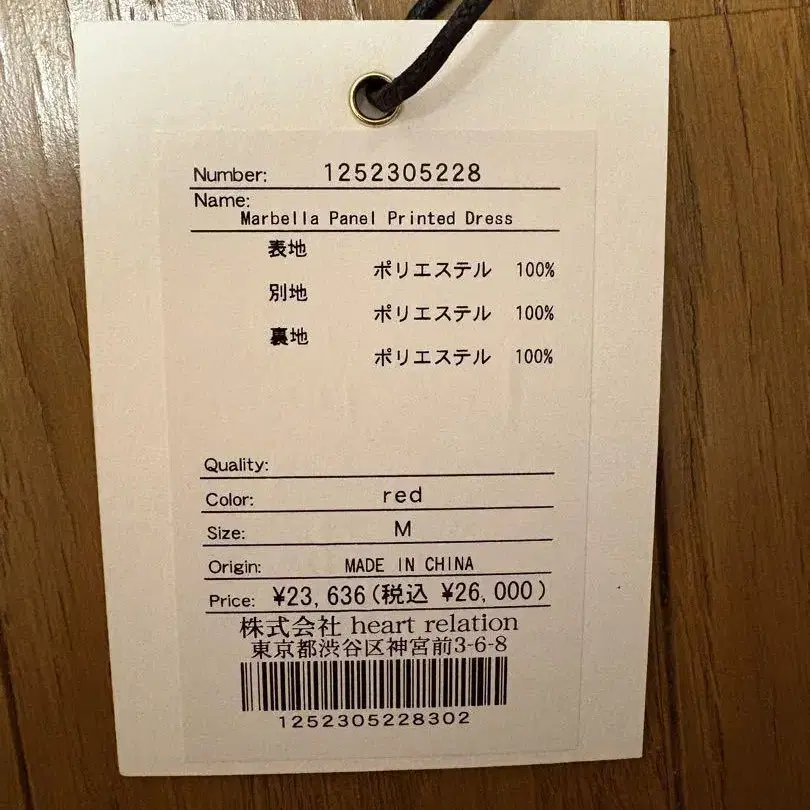 Number: 1252305228
Name:
Marbella Panel Printed Dress
表地
ポリエステル 100%
別地
ポリエステル 100%
裏地
ポリエステル 100%
Quality:
Color: red
Size: M
Origin: MADE IN CHINA
Price: ¥23,636(税込 ¥26,000)
株式会社 heart relation
東京都渋谷区神宮前3-6-8
1252305228302